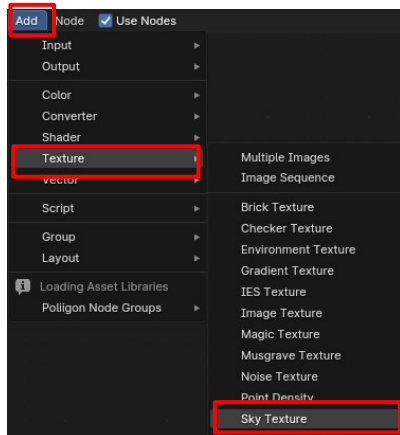 Add Node Use Nodes
Input
Output
Color
Converter
Shader
Texture
Vector
Script
Group
Layout
Loading Asset Libraries
Poliigon Node Groups
Multiple Images
Image Sequence
Brick Texture
Checker Texture
Environment Texture
Gradient Texture
IES Texture
Image Texture
Magic Texture
Musgrave Texture
Noise Texture
Point Density
Sky Texture